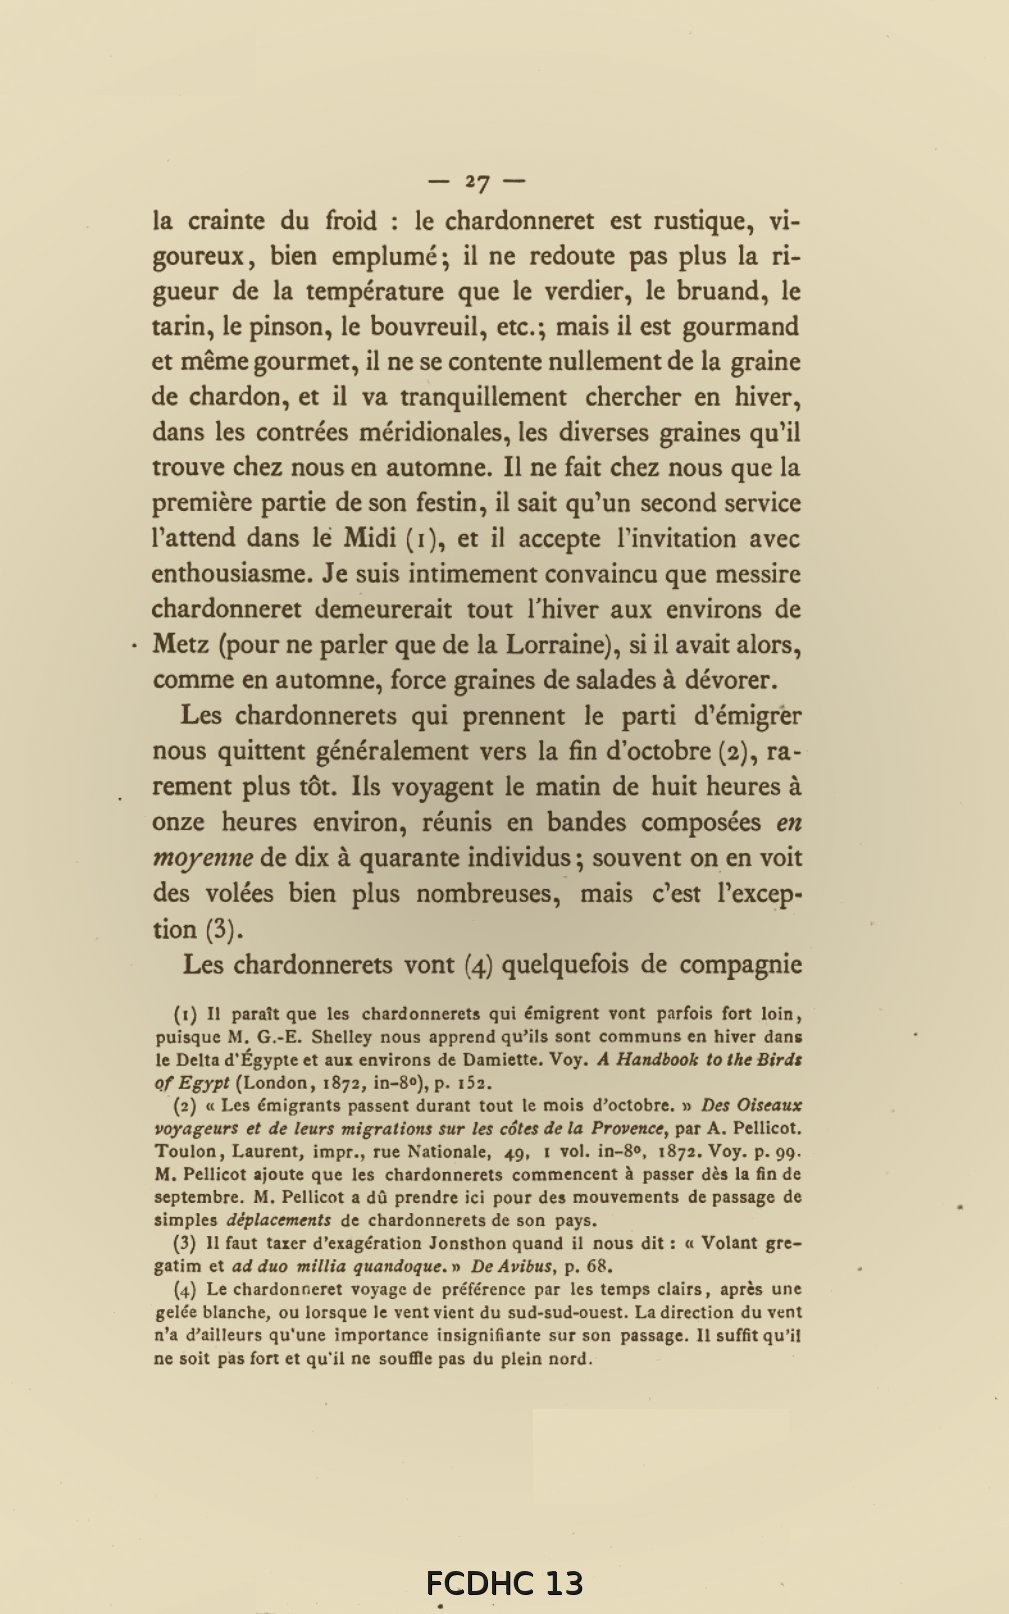 — 27 —
la crainte du froid : le chardonneret est rustique, vi-
goureux, bien emplumé; il ne redoute pas plus la ri-
gueur de la température que le verdier, le bruand, le
tarin, le pinson, le bouvreuil, etc.; mais il est gourmand
et même gourmet, il ne se contente nullement de la graine
de chardon, et il va tranquillement chercher en hiver,
dans les contrées méridionales, les diverses graines qu'il
trouve chez nous en automne. Il ne fait chez nous que la
première partie de son festin, il sait qu'un second service
l'attend dans le Midi (1), et il accepte l'invitation avec
enthousiasme. Je suis intimement convaincu que messire
chardonneret demeurerait tout l'hiver aux environs de
Metz (pour ne parler que de la Lorraine), si il avait alors,
comme en automne, force graines de salades à dévorer.
Les chardonnerets qui prennent le parti d'émigrer
nous quittent généralement vers la fin d'octobre (2), ra-
rement plus tôt. Ils voyagent le matin de huit heures à
onze heures environ, réunis en bandes composées en
moyenne de dix à quarante individus; souvent on en voit
des volées bien plus nombreuses, mais c'est l'excep-
tion (3).
Les chardonnerets vont (4) quelquefois de compagnie
(1) Il paraît que les chardonnerets qui émigrent vont parfois fort loin,
puisque M. G.-E. Shelley nous apprend qu'ils sont communs en hiver dans
le Delta d'Égypte et aux environs de Damiette. Voy. A Handbook to the Birds
of Egypt (London, 1872, in-8º), p. 152.
(2) « Les émigrants passent durant tout le mois d'octobre. » Des Oiseaux
voyageurs et de leurs migrations sur les côtes de la Provence, par A. Pellicot.
Toulon, Laurent, impr., rue Nationale, 49, 1 vol. in-8º, 1872. Voy. p. 99.
M. Pellicot ajoute que les chardonnerets commencent à passer dès la fin de
septembre. M. Pellicot a dû prendre ici pour des mouvements de passage de
simples déplacements de chardonnerets de son pays.
(3) Il faut taxer d'exagération Jonsthon quand il nous dit : « Volant gre-
gatim et ad duo millia quandoque. » De Avibus, p. 68.
(4) Le chardonneret voyage de préférence par les temps clairs, après une
gelée blanche, ou lorsque le vent vient du sud-sud-ouest. La direction du vent
n'a d'ailleurs qu'une importance insignifiante sur son passage. Il suffit qu'il
ne soit pas fort et qu'il ne souffle pas du plein nord.
FCDHC 13